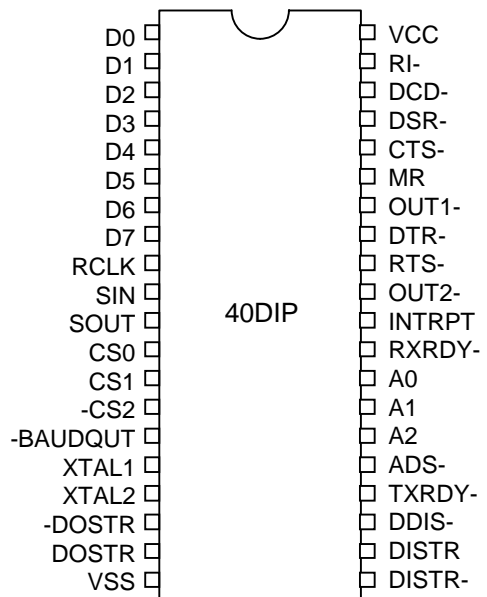 D0
D1
D2
D3
D4
D5
D6
D7
RCLK
SIN
SOUT
CS0
CS1
-CS2
-BAUDQUT
XTAL1
XTAL2
-DOSTR
DOSTR
VSS
40DIP
VCC
RI-
DCD-
DSR-
CTS-
MR
OUT1-
DTR-
RTS-
OUT2-
INTRPT
RXRDY-
A0
A1
A2
ADS-
TXRDY-
DDIS-
DISTR
DISTR-